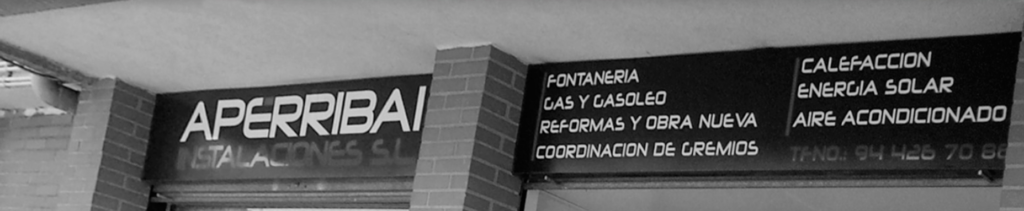 APERRIBAI
INSTALACIONES S.L
FONTANERIA
GAS Y GASOLEO
REFORMAS Y OBRA NUEVA
COORDINACION DE GREMIOS
CALEFACCION
ENERGIA SOLAR
AIRE ACONDICIONADO
TFNO.: 94 426 70 86